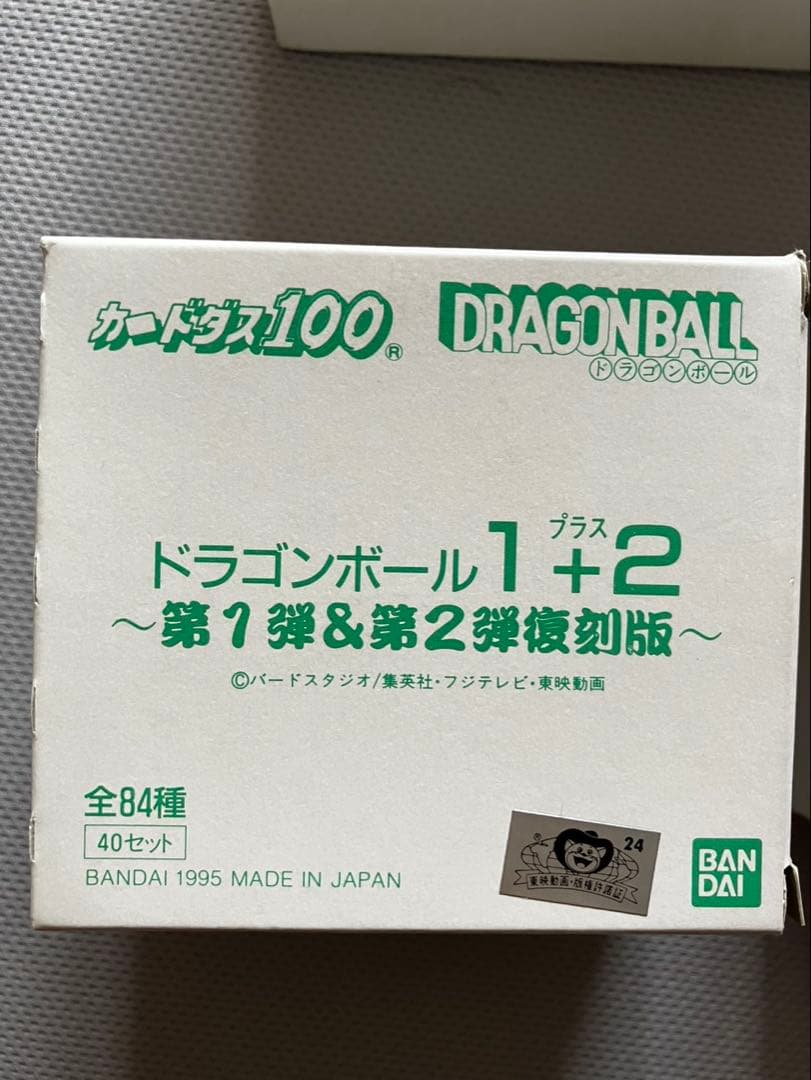 カードダス100®
DRAGONBALL
ドラゴンボール
ドラゴンボール1+2
プラス
～第1弾&第2弾復刻版～
©バードスタジオ/集英社・フジテレビ・東映動画
全84種
40セット
BANDAI 1995 MADE IN JAPAN
® 24
東映動画・版権許諾証
BAN
DAI